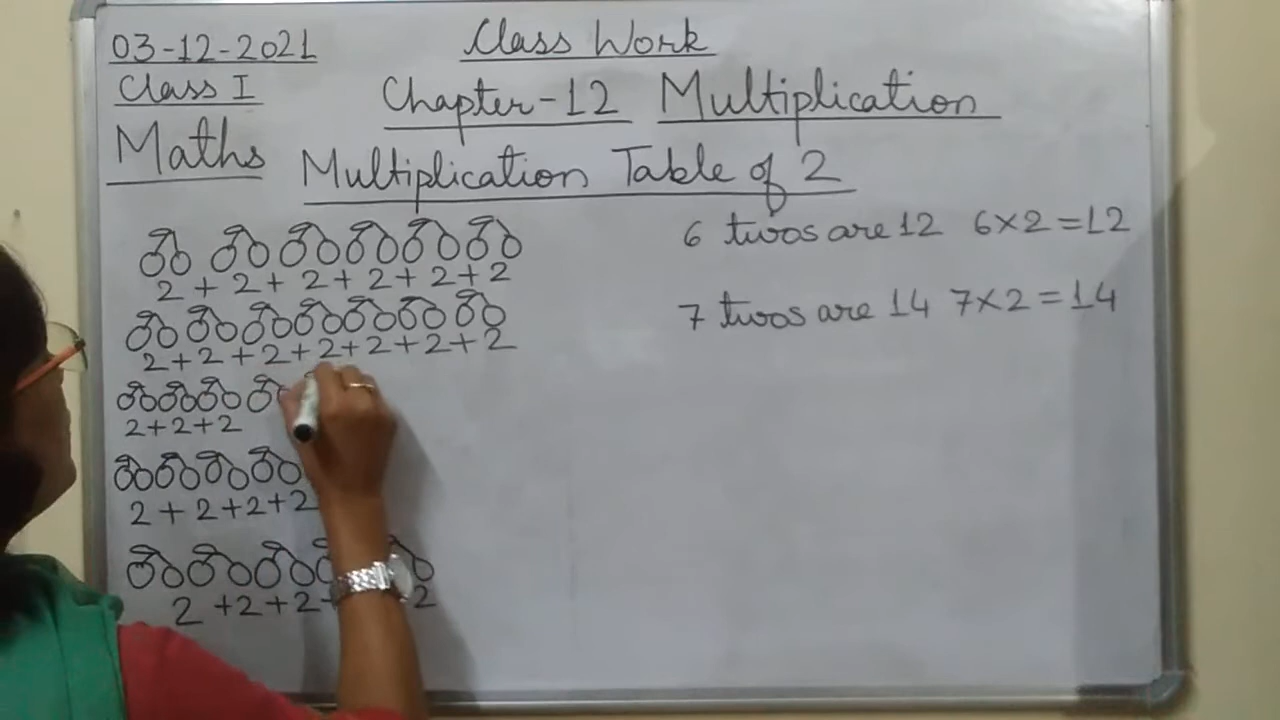 03-12-2021 Class Work
Class I Chapter-12 Multiplication
Maths Multiplication Table of 2
2 + 2 + 2 + 2 + 2 + 2 6 twos are 12 6×2=12
2 + 2 + 2 + 2 + 2 + 2 + 2 7 twos are 14 7×2=14
2+2+2
2 + 2+2+2
2 +2+2 2